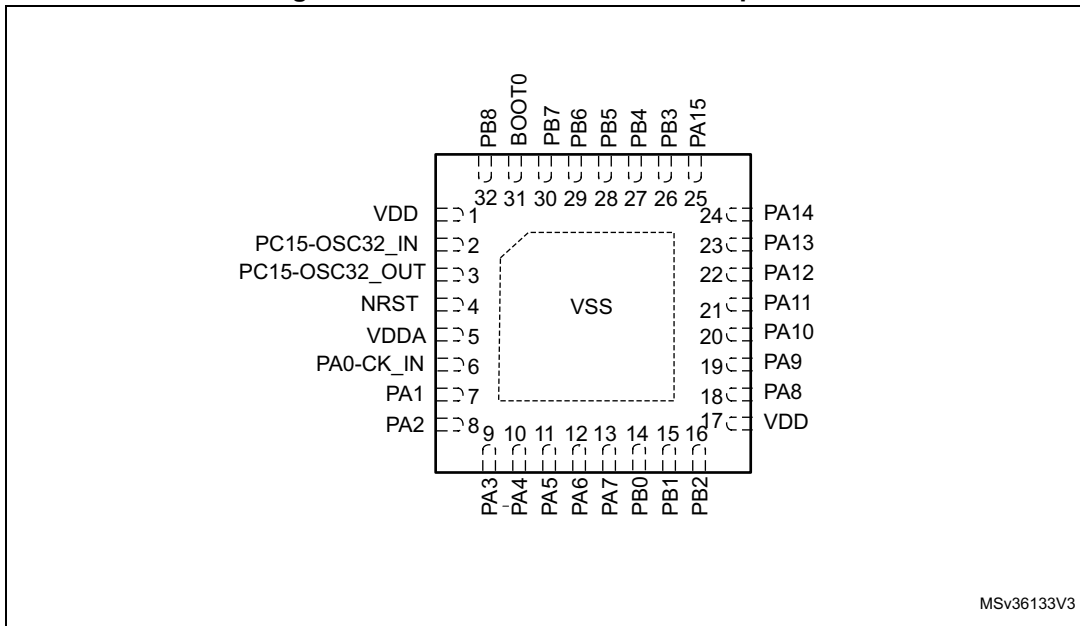 PB8
BOOT0
PB7
PB6
PB5
PB4
PB3
PA15
32 31 30 29 28 27 26 25
VDD 1
PC15-OSC32_IN 2
PC15-OSC32_OUT 3
NRST 4
VDDA 5
PA0-CK_IN 6
PA1 7
PA2 8
VSS
24 PA14
23 PA13
22 PA12
21 PA11
20 PA10
19 PA9
18 PA8
17 VDD
9 10 11 12 13 14 15 16
PA3
PA4
PA5
PA6
PA7
PB0
PB1
PB2
MSv36133V3